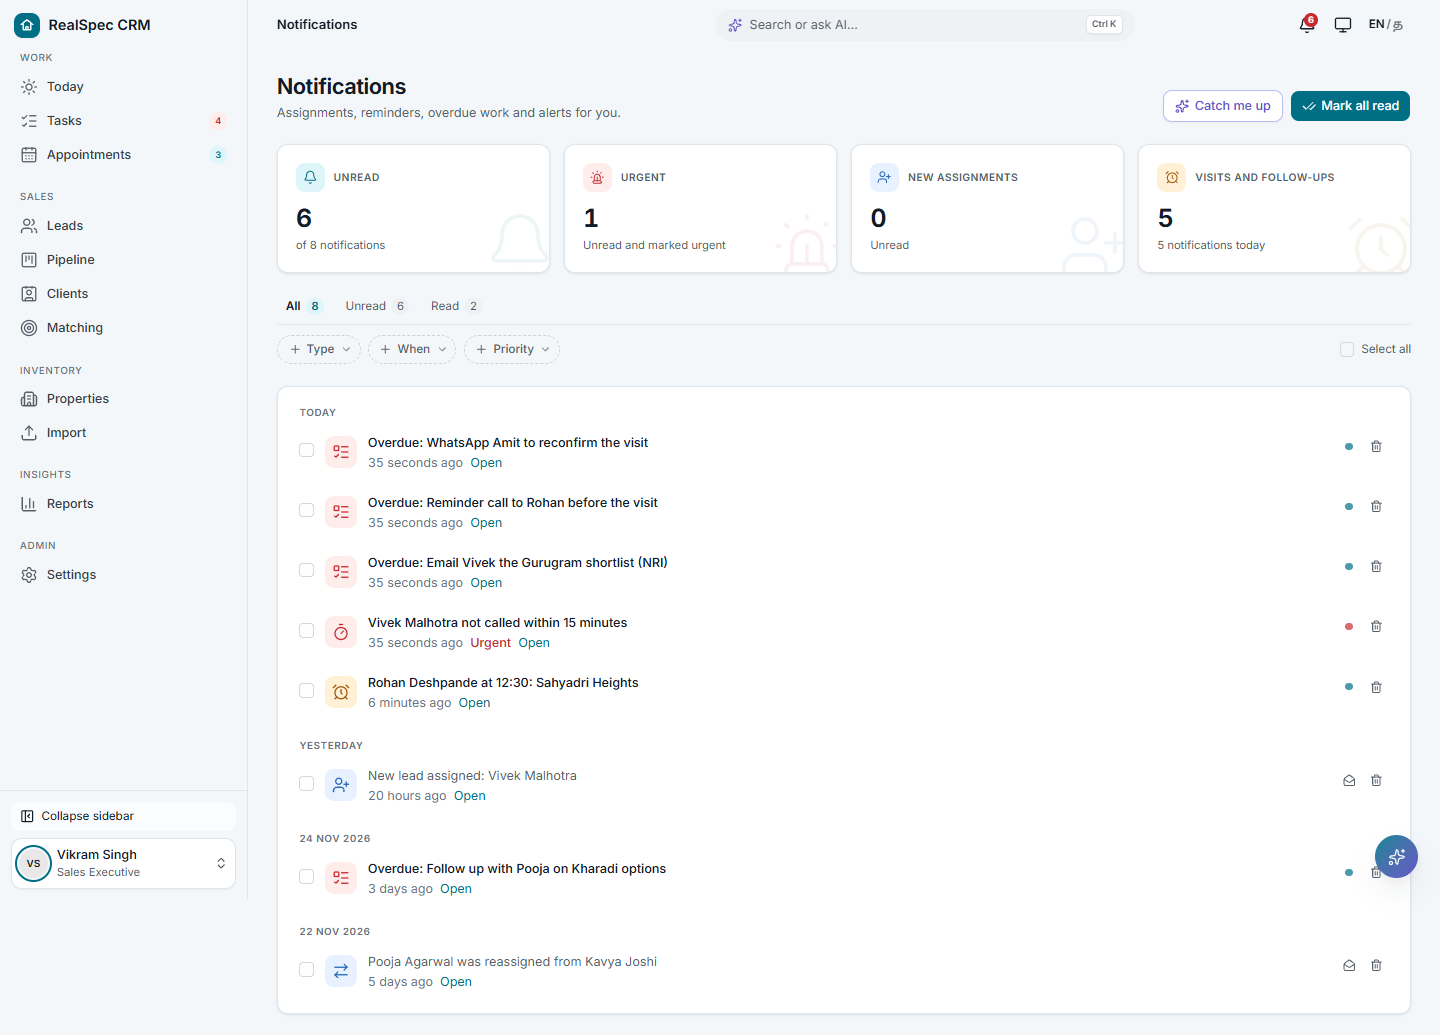 RealSpec CRM
WORK
Today
Tasks 4
Appointments 3
SALES
Leads
Pipeline
Clients
Matching
INVENTORY
Properties
Import
INSIGHTS
Reports
ADMIN
Settings
Collapse sidebar
VS
Vikram Singh
Sales Executive
Notifications
Search or ask AI...
Ctrl K
6
EN / த
Notifications
Assignments, reminders, overdue work and alerts for you.
Catch me up
Mark all read
UNREAD
6
of 8 notifications
URGENT
1
Unread and marked urgent
NEW ASSIGNMENTS
0
Unread
VISITS AND FOLLOW-UPS
5
5 notifications today
All 8 Unread 6 Read 2
+ Type + When + Priority
Select all
TODAY
Overdue: WhatsApp Amit to reconfirm the visit
35 seconds ago Open
Overdue: Reminder call to Rohan before the visit
35 seconds ago Open
Overdue: Email Vivek the Gurugram shortlist (NRI)
35 seconds ago Open
Vivek Malhotra not called within 15 minutes
35 seconds ago Urgent Open
Rohan Deshpande at 12:30: Sahyadri Heights
6 minutes ago Open
YESTERDAY
New lead assigned: Vivek Malhotra
20 hours ago Open
24 NOV 2026
Overdue: Follow up with Pooja on Kharadi options
3 days ago Open
22 NOV 2026
Pooja Agarwal was reassigned from Kavya Joshi
5 days ago Open